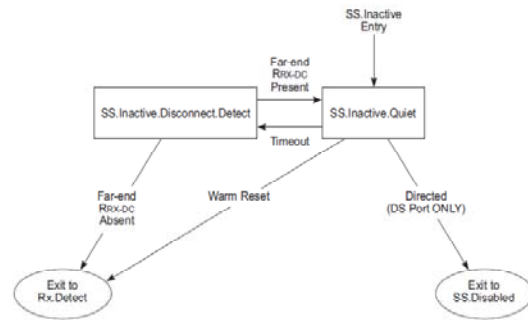 SS.Inactive
Entry
Far-end
RRX-DC
Present
SS.Inactive.Disconnect.Detect
SS.Inactive.Quiet
Timeout
Far-end
RRX-DC
Absent
Warm Reset
Directed
(DS Port ONLY)
Exit to
Rx.Detect
Exit to
SS.Disabled